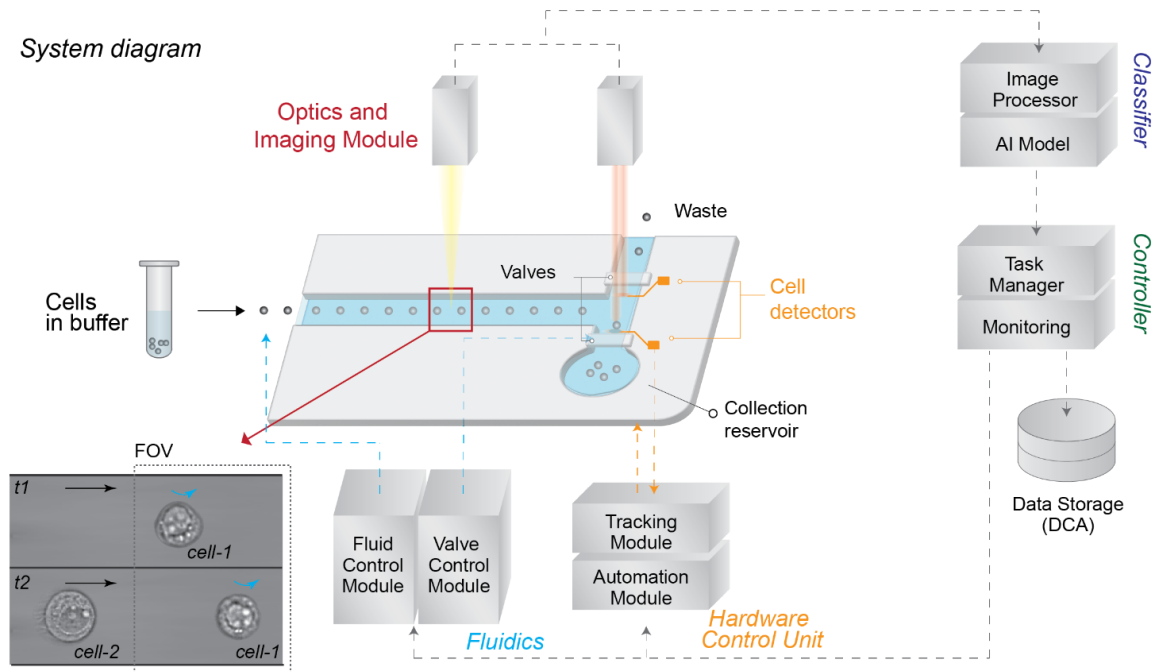 System diagram
Optics and
Imaging Module
Image
Processor
AI Model
Classifier
Waste
Valves
Cells
in buffer
Cell
detectors
Task
Manager
Monitoring
Controller
Collection
reservoir
FOV
t1
cell-1
t2
cell-2
cell-1
Fluid
Control
Module
Valve
Control
Module
Fluidics
Tracking
Module
Automation
Module
Hardware
Control Unit
Data Storage
(DCA)